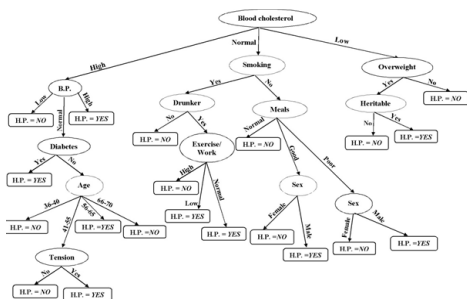 Blood cholesterol
High
Normal
Low
B.P.
Smoking
Overweight
Low
Normal
High
Yes
No
Yes
No
H.P. = NO
H.P. = YES
Drunker
Meals
Heritable
H.P. = NO
No
Yes
Normal
Good
Poor
No
Yes
Diabetes
H.P. = NO
Exercise/
Work
H.P. = NO
H.P. = NO
H.P. =YES
Yes
No
High
Low
Normal
H.P. = YES
Age
H.P. = NO
Sex
Sex
36-40
41-55
56-65
66-70
H.P. = YES
Female
Male
Female
Male
H.P. = NO
H.P. =YES
H.P. =NO
H.P. = YES
H.P. =NO
H.P. = YES
H.P. = NO
H.P. =YES
Tension
No
Yes
H.P. = NO
H.P. = YES